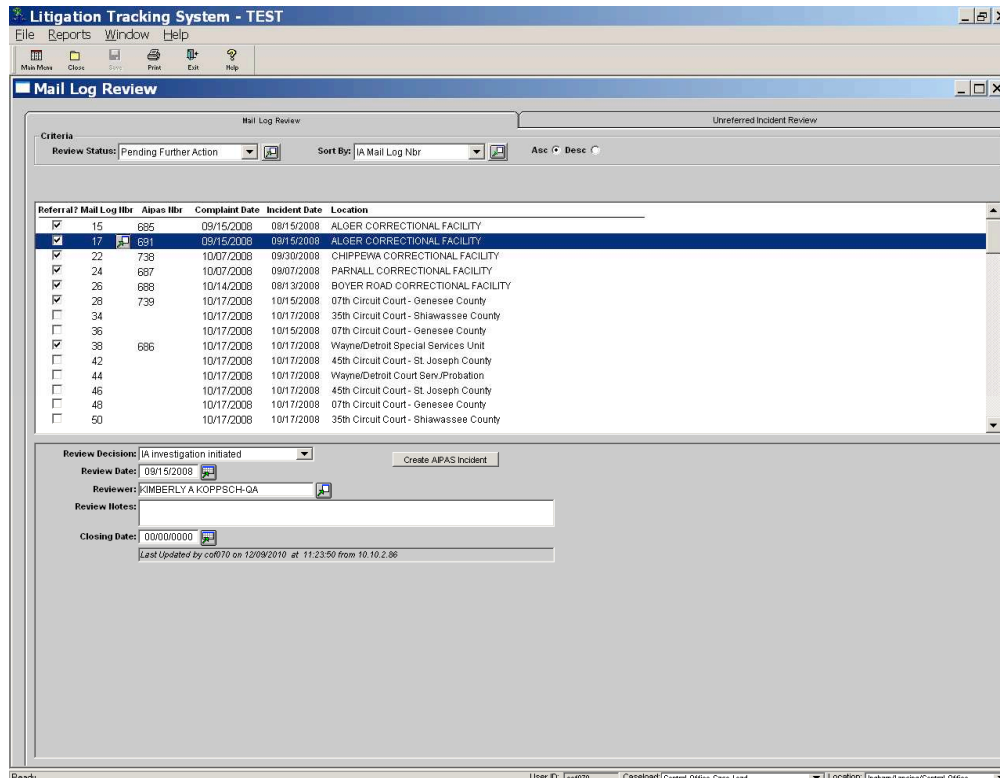 Litigation Tracking System - TEST
File Reports Window Help
Main Menu Close Save Print Exit Help
Mail Log Review
Mail Log Review Unreferred Incident Review
Criteria
Review Status: Pending Further Action Sort By: IA Mail Log Nbr Asc Desc
Referral? Mail Log Nbr Aipas Nbr Complaint Date Incident Date Location
15 685 09/15/2008 08/15/2008 ALGER CORRECTIONAL FACILITY
17 691 09/15/2008 09/15/2008 ALGER CORRECTIONAL FACILITY
22 738 10/07/2008 09/30/2008 CHIPPEWA CORRECTIONAL FACILITY
24 687 10/07/2008 09/07/2008 PARNALL CORRECTIONAL FACILITY
26 688 10/14/2008 08/13/2008 BOYER ROAD CORRECTIONAL FACILITY
28 739 10/17/2008 10/15/2008 07th Circuit Court - Genesee County
34 10/17/2008 10/17/2008 35th Circuit Court - Shiawassee County
36 10/17/2008 10/15/2008 07th Circuit Court - Genesee County
38 686 10/17/2008 10/17/2008 Wayne/Detroit Special Services Unit
42 10/17/2008 10/17/2008 45th Circuit Court - St. Joseph County
44 10/17/2008 10/17/2008 Wayne/Detroit Court Serv./Probation
46 10/17/2008 10/17/2008 45th Circuit Court - St. Joseph County
48 10/17/2008 10/17/2008 07th Circuit Court - Genesee County
50 10/17/2008 10/17/2008 35th Circuit Court - Shiawassee County
Review Decision: IA investigation initiated Create AIPAS Incident
Review Date: 09/15/2008
Reviewer: KIMBERLY A KOPPSCH-QA
Review Notes:
Closing Date: 00/00/0000
Last Updated by cof070 on 12/09/2010 at 11:23:50 from 10.10.2.86
Ready User ID: cof070 Caseload: Central Office Case Load Location: Ingham/Lansing/Central Office